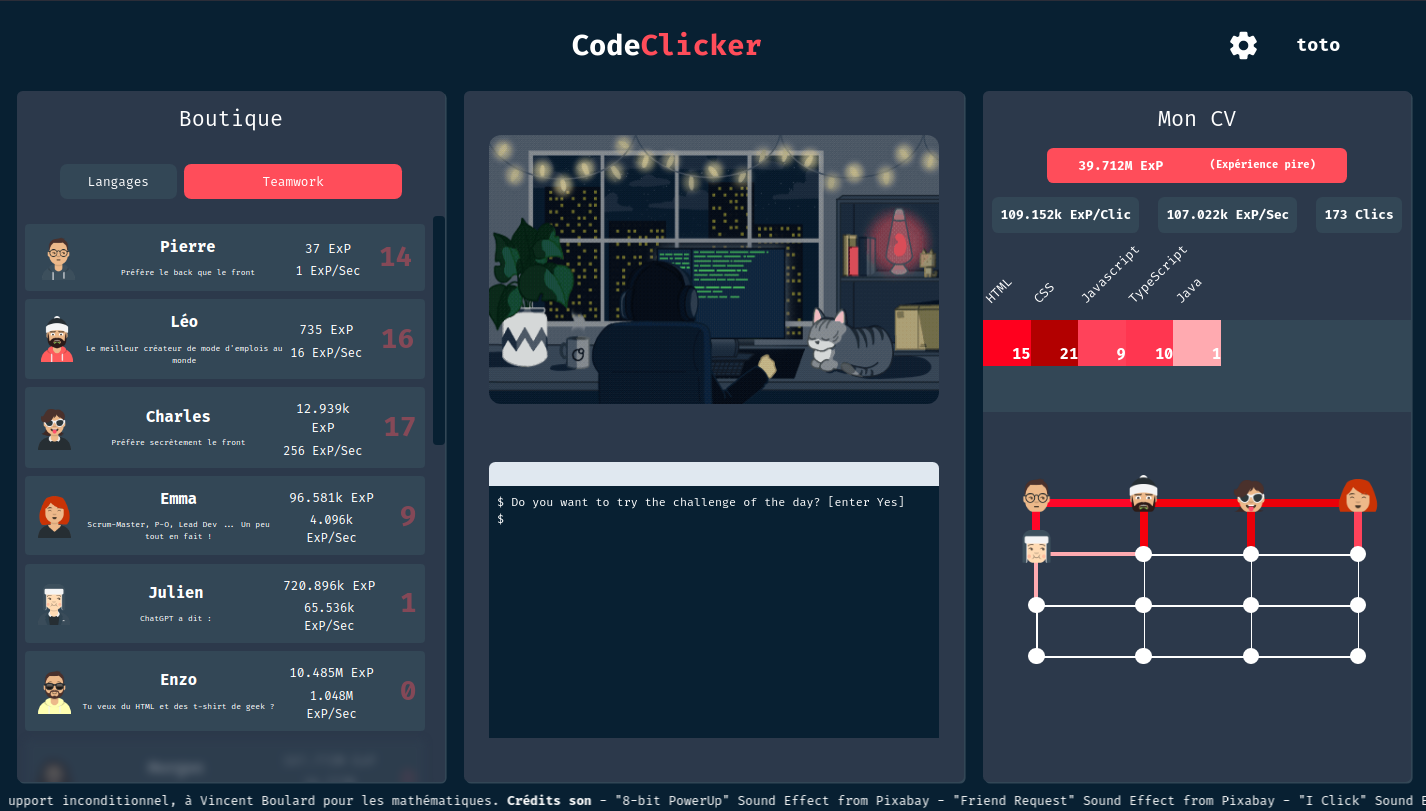 CodeClicker
toto
Boutique
Langages
Teamwork
Pierre
Préfère le back que le front
37 ExP
1 ExP/Sec
14
Léo
Le meilleur créateur de mode d'emplois au
monde
735 ExP
16 ExP/Sec
16
Charles
Préfère secrètement le front
12.939k
ExP
256 ExP/Sec
17
Emma
Scrum-Master, P-O, Lead Dev ... Un peu
tout en fait !
96.581k ExP
4.096k
ExP/Sec
9
Julien
ChatGPT a dit :
720.896k ExP
65.536k
ExP/Sec
1
Enzo
Tu veux du HTML et des t-shirt de geek ?
10.485M ExP
1.048M
ExP/Sec
0
$ Do you want to try the challenge of the day? [enter Yes]
$
Mon CV
39.712M ExP (Expérience pire)
109.152k ExP/Clic
107.022k ExP/Sec
173 Clics
HTML
CSS
Javascript
TypeScript
Java
15
21
9
10
1
upport inconditionnel, à Vincent Boulard pour les mathématiques. Crédits son - "8-bit PowerUp" Sound Effect from Pixabay - "Friend Request" Sound Effect from Pixabay - "I Click" Sound